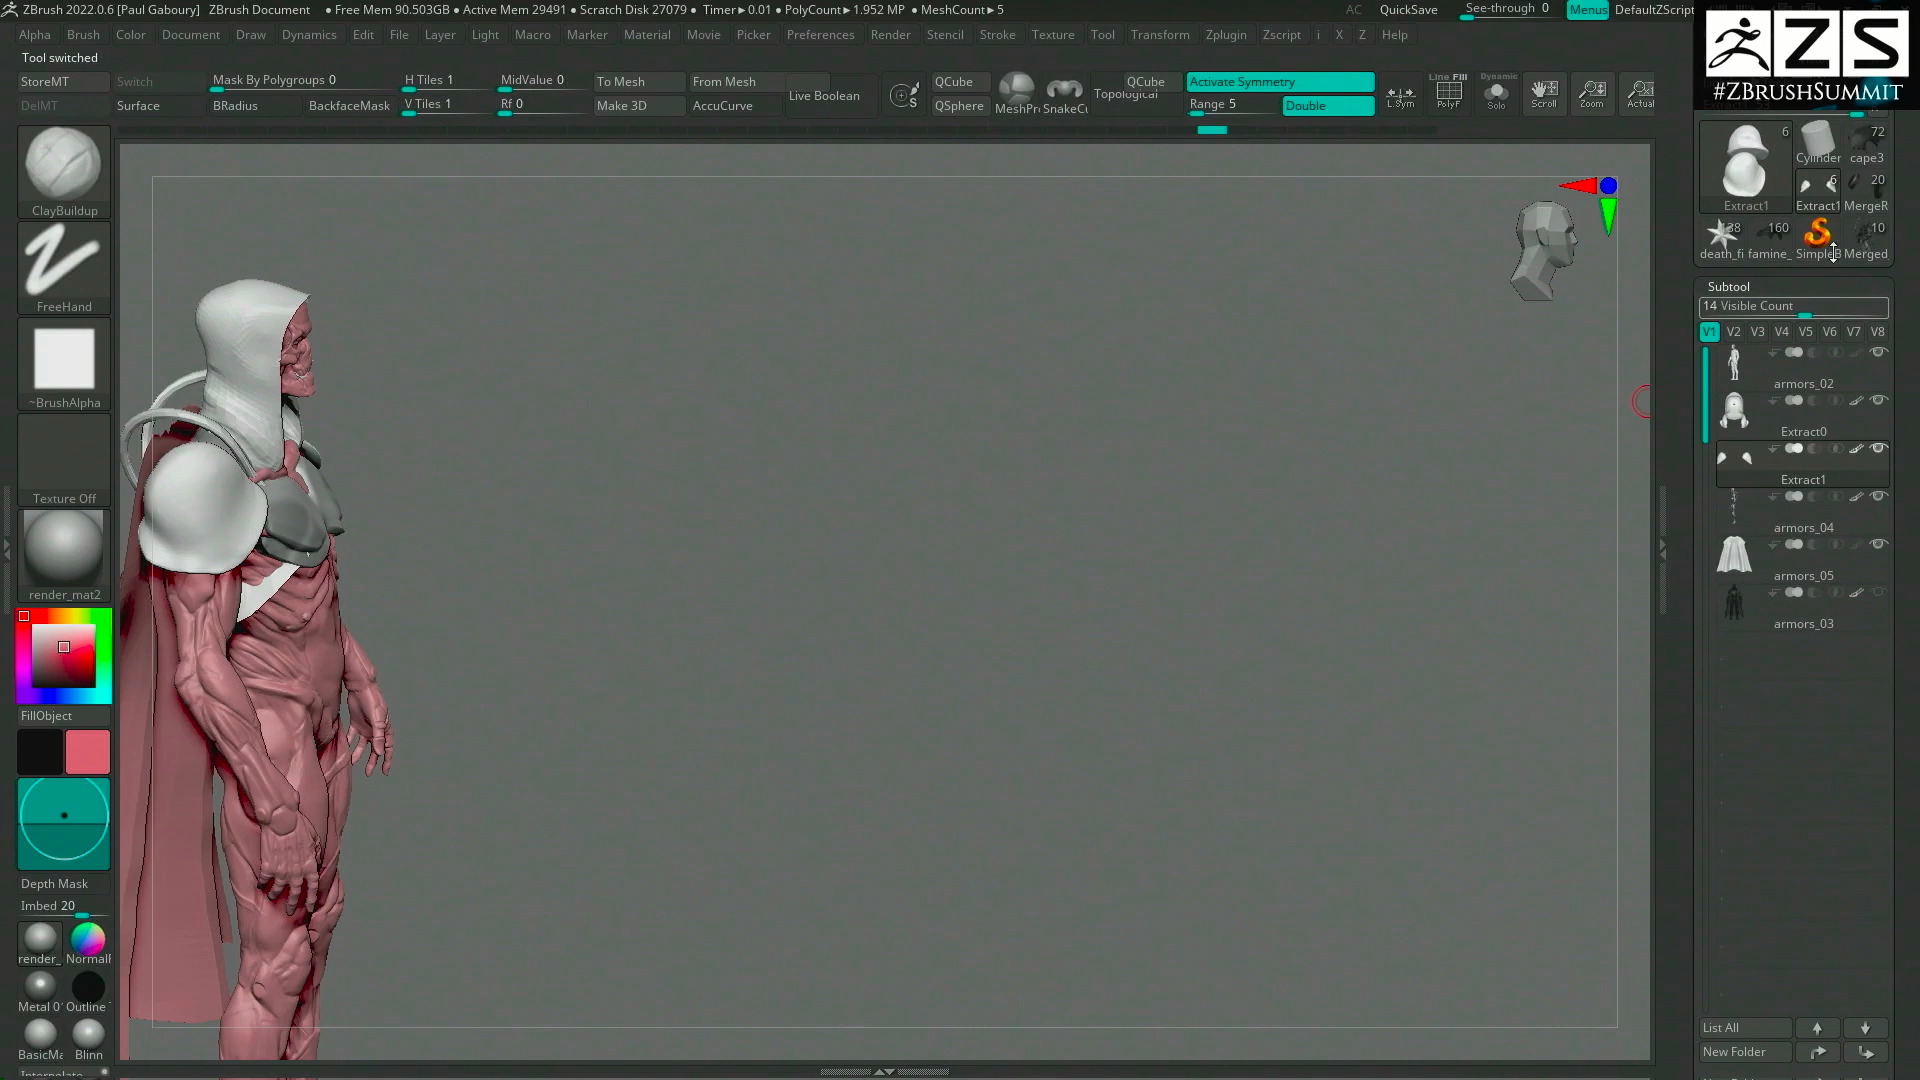 ZBrush 2022.0.6 [Paul Gaboury] ZBrush Document • Free Mem 90.503GB • Active Mem 29491 • Scratch Disk 27079 • Timer▸0.01 • PolyCount▸1.952 MP • MeshCount▸5 AC QuickSave See-through 0 Menus DefaultZScript
Alpha Brush Color Document Draw Dynamics Edit File Layer Light Macro Marker Material Movie Picker Preferences Render Stencil Stroke Texture Tool Transform Zplugin Zscript i X Z Help
ZS
#ZBRUSHSUMMIT
Tool switched
StoreMT Switch Mask By Polygroups 0 H Tiles 1 MidValue 0 To Mesh From Mesh Live Boolean QCube QCube Activate Symmetry Line Fill Dynamic
DelMT Surface BRadius BackfaceMask V Tiles 1 Rf 0 Make 3D AccuCurve QSphere MeshPr SnakeCu Topological Range 5 Double L.Sym PolyF Solo Scroll Zoom Actual
ClayBuildup
FreeHand
~BrushAlpha
Texture Off
render_mat2
FillObject
Depth Mask
Imbed 20
render_ NormalF
Metal 0 Outline
BasicMa Blinn
Interpolate
6 72
Cylinder cape3
6 20
Extract1 Extract1 MergeR
38 160 10
death_fi famine_ SimpleB Merged
Subtool
14 Visible Count
V1 V2 V3 V4 V5 V6 V7 V8
armors_02
Extract0
Extract1
armors_04
armors_05
armors_03
List All
New Folder